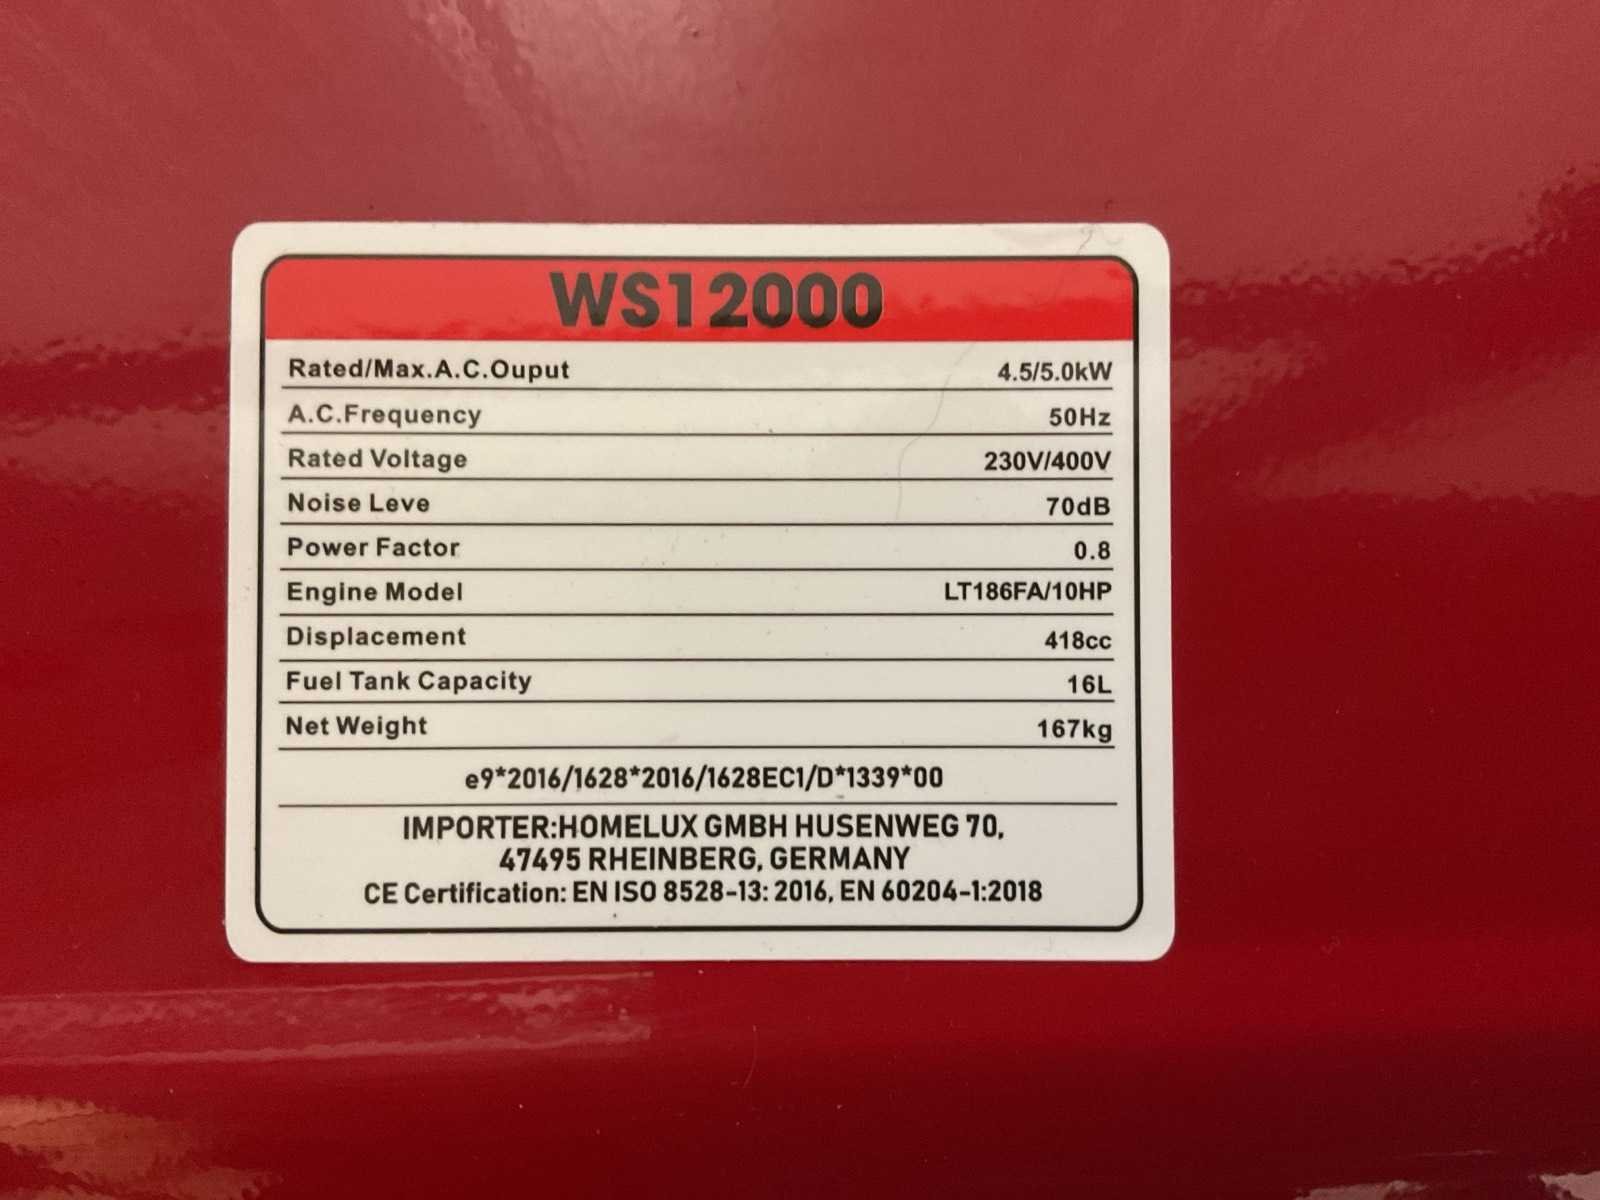 WS12000
Rated/Max.A.C.Ouput 4.5/5.0kW
A.C.Frequency 50Hz
Rated Voltage 230V/400V
Noise Leve 70dB
Power Factor 0.8
Engine Model LT186FA/10HP
Displacement 418cc
Fuel Tank Capacity 16L
Net Weight 167kg
e9*2016/1628*2016/1628EC1/D*1339*00
IMPORTER:HOMELUX GMBH HUSENWEG 70,
47495 RHEINBERG, GERMANY
CE Certification: EN ISO 8528-13: 2016, EN 60204-1:2018